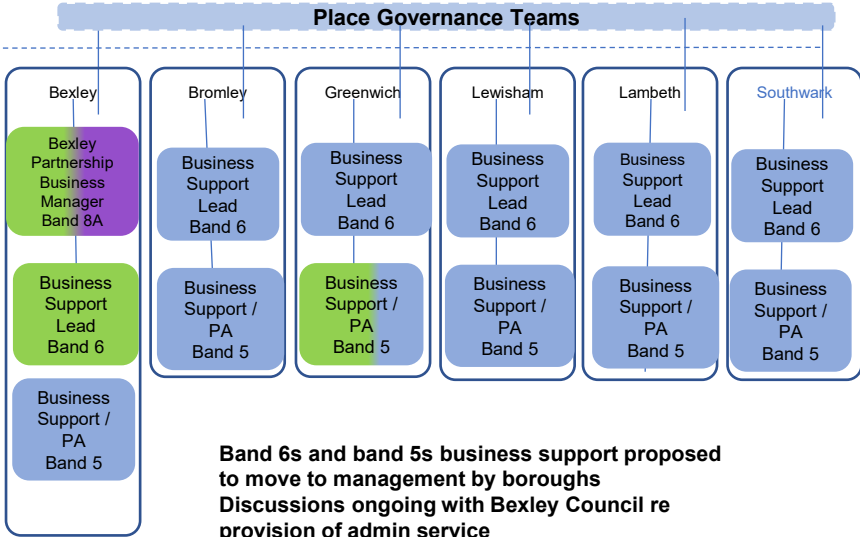 Place Governance Teams
Bexley
Bexley
Partnership
Business
Manager
Band 8A
Business
Support
Lead
Band 6
Business
Support /
PA
Band 5
Bromley
Business
Support
Lead
Band 6
Business
Support /
PA
Band 5
Greenwich
Business
Support
Lead
Band 6
Business
Support /
PA
Band 5
Lewisham
Business
Support
Lead
Band 6
Business
Support /
PA
Band 5
Lambeth
Business
Support
Lead
Band 6
Business
Support /
PA
Band 5
Southwark
Business
Support
Lead
Band 6
Business
Support /
PA
Band 5
Band 6s and band 5s business support proposed
to move to management by boroughs
Discussions ongoing with Bexley Council re
provision of admin service